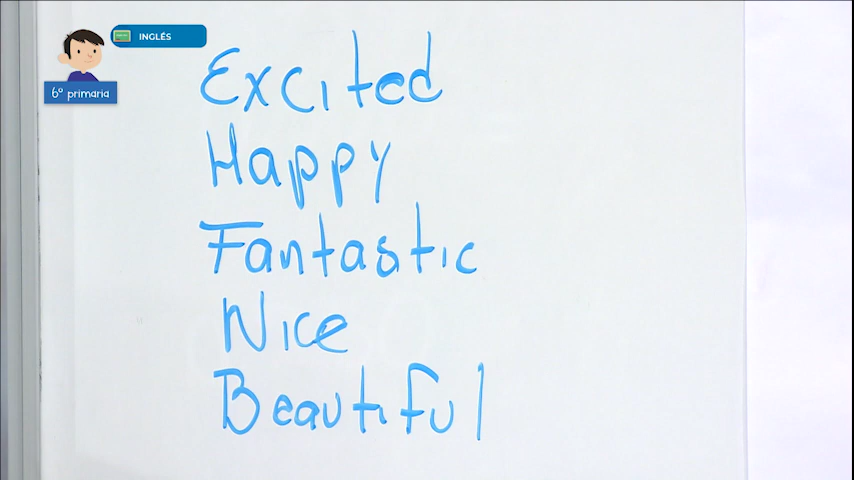 INGLÉS
6º primaria
Excited
Happy
Fantastic
Nice
Beautiful